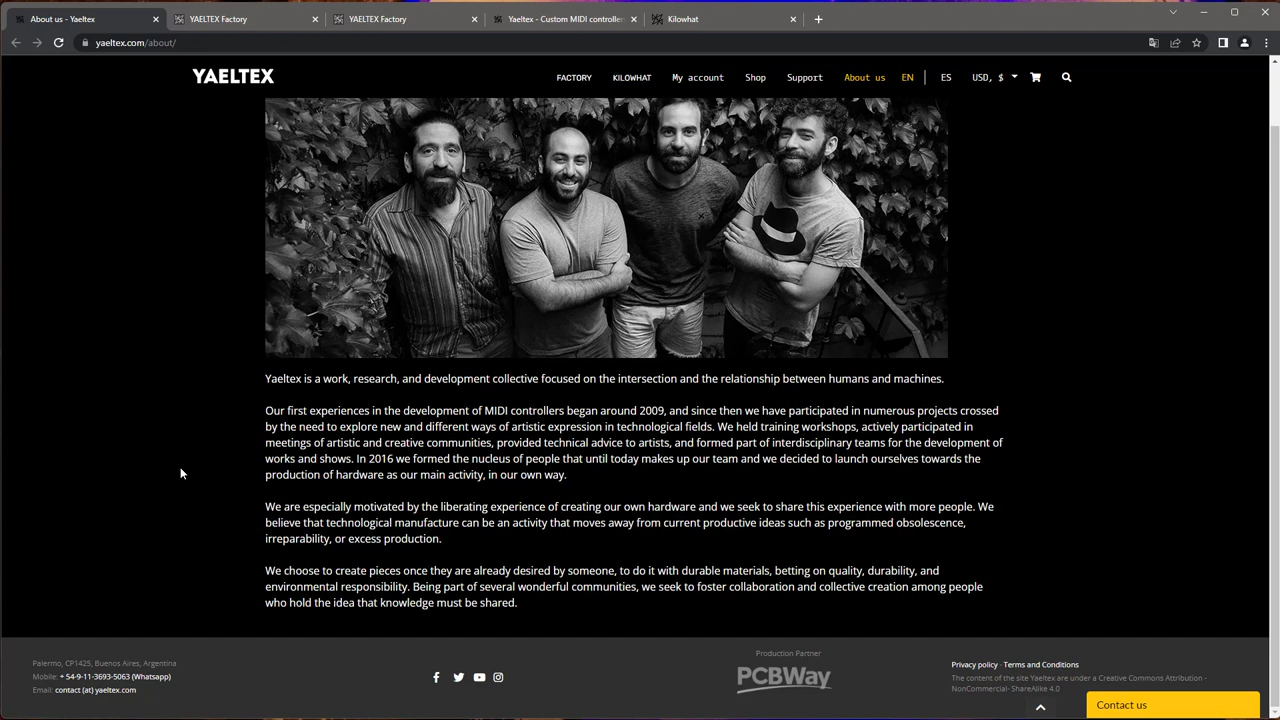 About us - Yaeltex
YAELTEX Factory
YAELTEX Factory
Yaeltex - Custom MIDI controller
Kilowhat
yaeltex.com/about/
YAELTEX
FACTORY
KILOWHAT
My account
Shop
Support
About us
EN
ES
USD, $
Yaeltex is a work, research, and development collective focused on the intersection and the relationship between humans and machines.
Our first experiences in the development of MIDI controllers began around 2009, and since then we have participated in numerous projects crossed
by the need to explore new and different ways of artistic expression in technological fields. We held training workshops, actively participated in
meetings of artistic and creative communities, provided technical advice to artists, and formed part of interdisciplinary teams for the development of
works and shows. In 2016 we formed the nucleus of people that until today makes up our team and we decided to launch ourselves towards the
production of hardware as our main activity, in our own way.
We are especially motivated by the liberating experience of creating our own hardware and we seek to share this experience with more people. We
believe that technological manufacture can be an activity that moves away from current productive ideas such as programmed obsolescence,
irreparability, or excess production.
We choose to create pieces once they are already desired by someone, to do it with durable materials, betting on quality, durability, and
environmental responsibility. Being part of several wonderful communities, we seek to foster collaboration and collective creation among people
who hold the idea that knowledge must be shared.
Palermo, CP1425, Buenos Aires, Argentina
Mobile: + 54-9-11-3693-5063 (Whatsapp)
Email: contact (at) yaeltex.com
Production Partner
PCBWay
Privacy policy · Terms and Conditions
The content of the site Yaeltex are under a Creative Commons Attribution -
NonCommercial- ShareAlike 4.0
Contact us